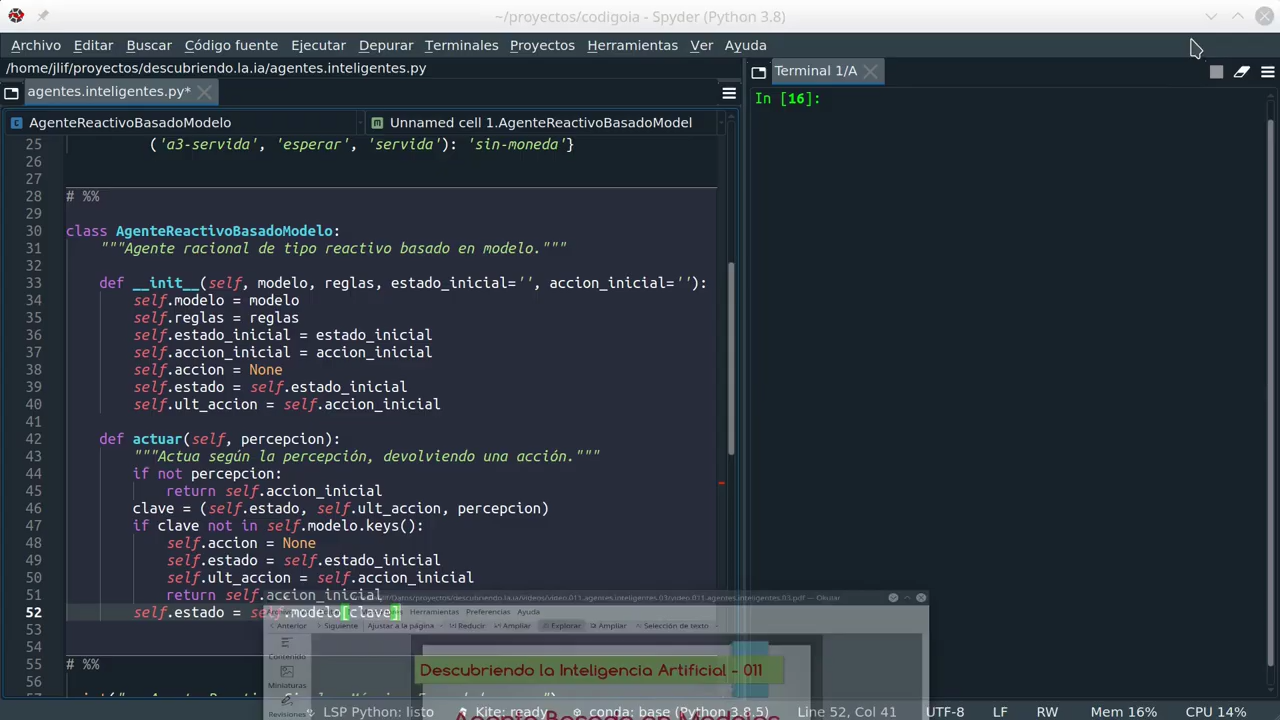 ~/proyectos/codigoia - Spyder (Python 3.8)
Archivo Editar Buscar Código fuente Ejecutar Depurar Terminales Proyectos Herramientas Ver Ayuda
/home/jlif/proyectos/descubriendo.la.ia/agentes.inteligentes.py
Terminal 1/A
agentes.inteligentes.py*
In [16]:
AgenteReactivoBasadoModelo
Unnamed cell 1.AgenteReactivoBasadoModel
25 ('a3-servida', 'esperar', 'servida'): 'sin-moneda'}
26
27
28 # %%
29
30 class AgenteReactivoBasadoModelo:
31 """Agente racional de tipo reactivo basado en modelo."""
32
33 def __init__(self, modelo, reglas, estado_inicial='', accion_inicial=''):
34 self.modelo = modelo
35 self.reglas = reglas
36 self.estado_inicial = estado_inicial
37 self.accion_inicial = accion_inicial
38 self.accion = None
39 self.estado = self.estado_inicial
40 self.ult_accion = self.accion_inicial
41
42 def actuar(self, percepcion):
43 """Actua según la percepción, devolviendo una acción."""
44 if not percepcion:
45 return self.accion_inicial
46 clave = (self.estado, self.ult_accion, percepcion)
47 if clave not in self.modelo.keys():
48 self.accion = None
49 self.estado = self.estado_inicial
50 self.ult_accion = self.accion_inicial
51 return self.accion_inicial
52 self.estado = self.modelo[clave]
53
54
55 # %%
56
Herramientas Preferencias Ayuda
Anterior Siguiente Ajustar a la página Reducir Ampliar Explorar Ampliar Selección de texto
Contenido
Miniaturas
Revisiones
Descubriendo la Inteligencia Artificial - 011
Agente Basado en Modelos
LSP Python: listo Kite: ready conda: base (Python 3.8.5) Line 52, Col 41 UTF-8 LF RW Mem 16% CPU 14%